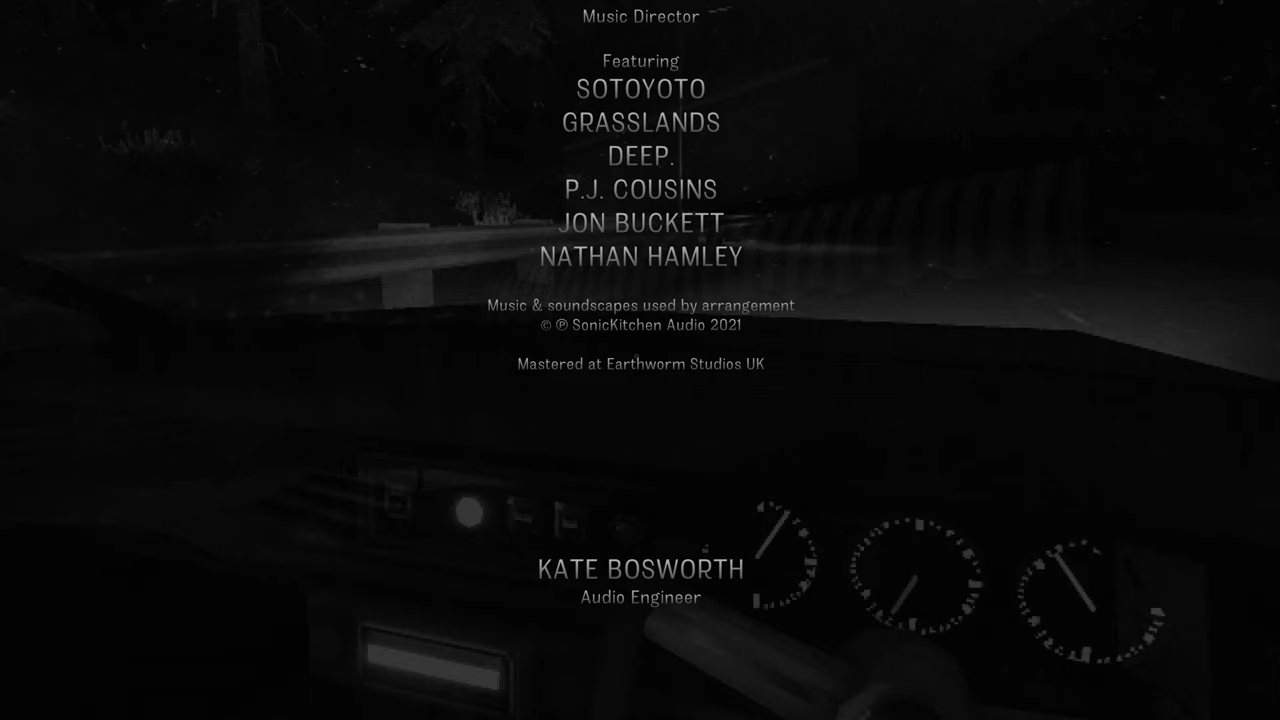 Music Director
Featuring
SOTOYOTO
GRASSLANDS
DEEP.
P.J. COUSINS
JON BUCKETT
NATHAN HAMLEY
Music & soundscapes used by arrangement
© ℗ SonicKitchen Audio 2021
Mastered at Earthworm Studios UK
KATE BOSWORTH
Audio Engineer